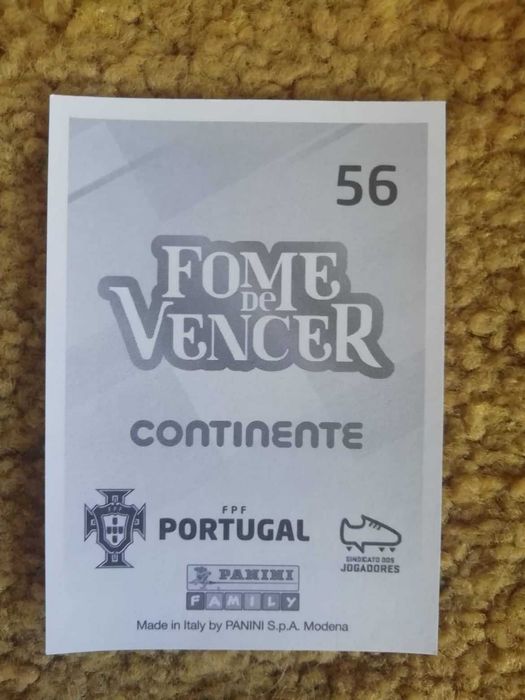 56
FOME
De
VENCER
CONTINENTE
FPF
PORTUGAL
SINDICATO DOS
JOGADORES
PANINI
FAMILY
Made in Italy by PANINI S.p.A. Modena